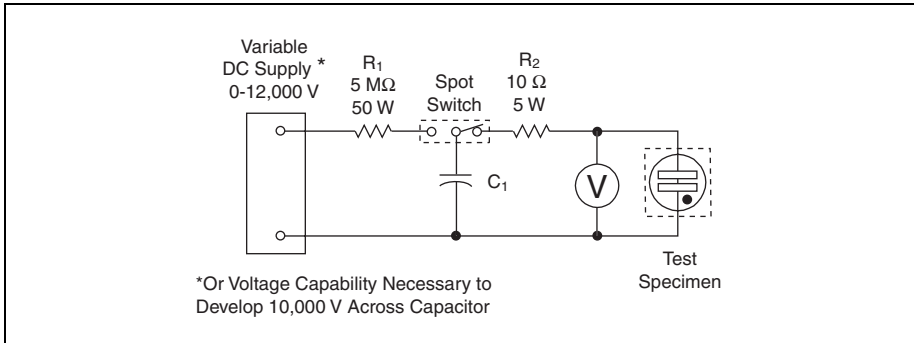 Variable
DC Supply *
0-12,000 V
R1
5 MΩ
50 W
Spot
Switch
R2
10 Ω
5 W
C1
V
Test
Specimen
*Or Voltage Capability Necessary to
Develop 10,000 V Across Capacitor